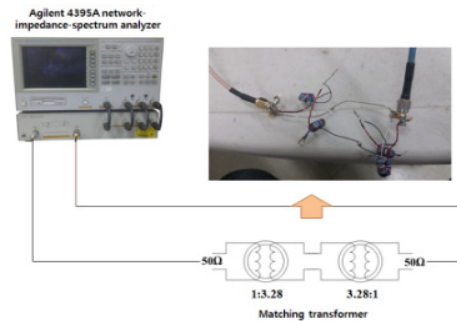 Agilent 4395A network-
impedance-spectrum analyzer
50Ω
50Ω
1:3.28
3.28:1
Matching transformer